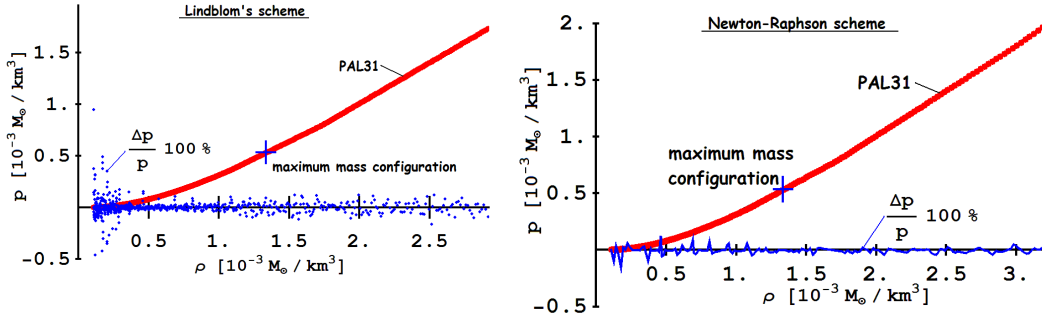 Lindblom's scheme
p [10⁻³ M⊙ / km³]
1.5
1.
0.5
-0.5
PAL31
Δp
p
100 %
maximum mass configuration
0.5
1.
1.5
2.
2.5
ρ [10⁻³ M⊙ / km³]
Newton-Raphson scheme
p [10⁻³ M⊙ / km³]
2.
1.5
1.0
0.5
0
-0.5
PAL31
maximum mass
configuration
Δp
p
100 %
0.5
1.
1.5
2.0
2.5
3.
ρ [10⁻³ M⊙ / km³]